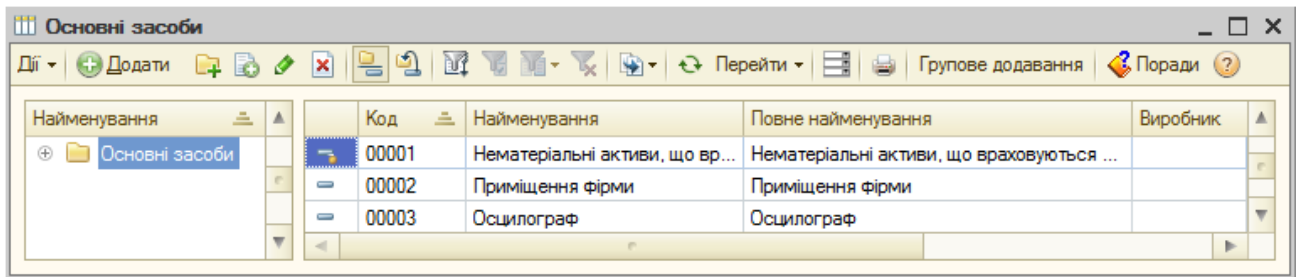 Основні засоби
Дії Додати Перейти Групове додавання Поради
Найменування Код Найменування Повне найменування Виробник
Основні засоби 00001 Нематеріальні активи, що вр... Нематеріальні активи, що враховуються ...
00002 Приміщення фірми Приміщення фірми
00003 Осцилограф Осцилограф